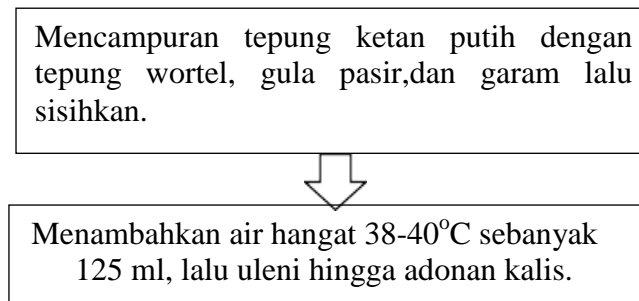 Mencampuran tepung ketan putih dengan
tepung wortel, gula pasir,dan garam lalu
sisihkan.
Menambahkan air hangat 38-40°C sebanyak
125 ml, lalu uleni hingga adonan kalis.